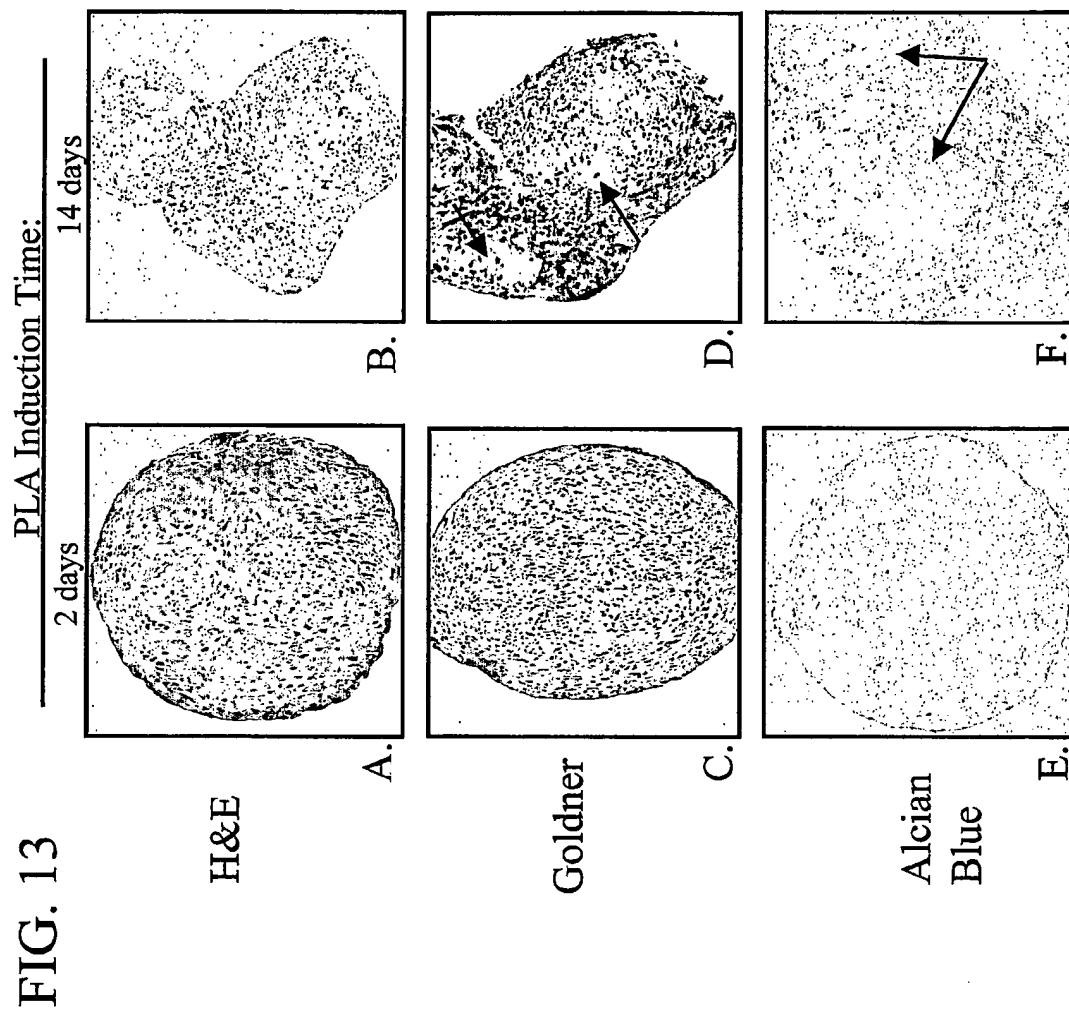 FIG. 13
PLA Induction Time:
2 days
14 days
H&E
A.
B.
Goldner
C.
D.
Alcian
Blue
E.
F.